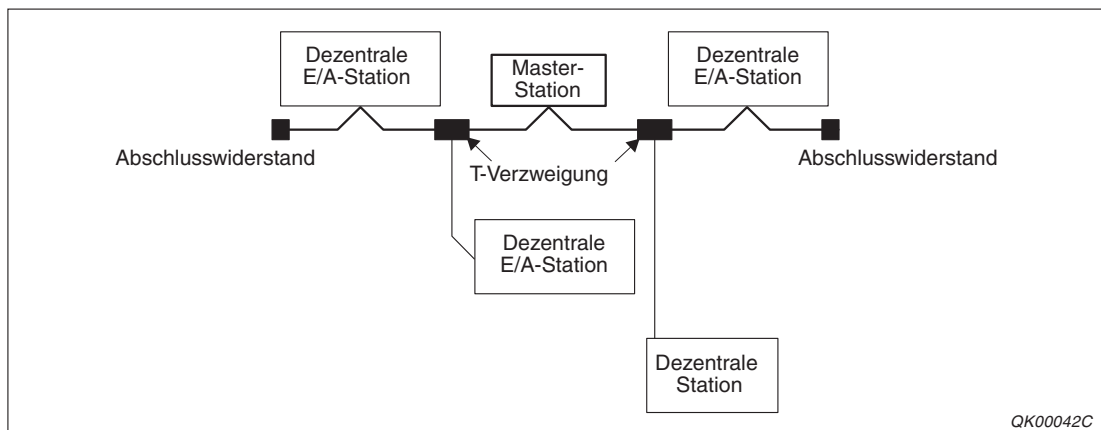 Dezentrale
E/A-Station
Master-
Station
Dezentrale
E/A-Station
Abschlusswiderstand
T-Verzweigung
Abschlusswiderstand
Dezentrale
E/A-Station
Dezentrale
Station
QK00042C